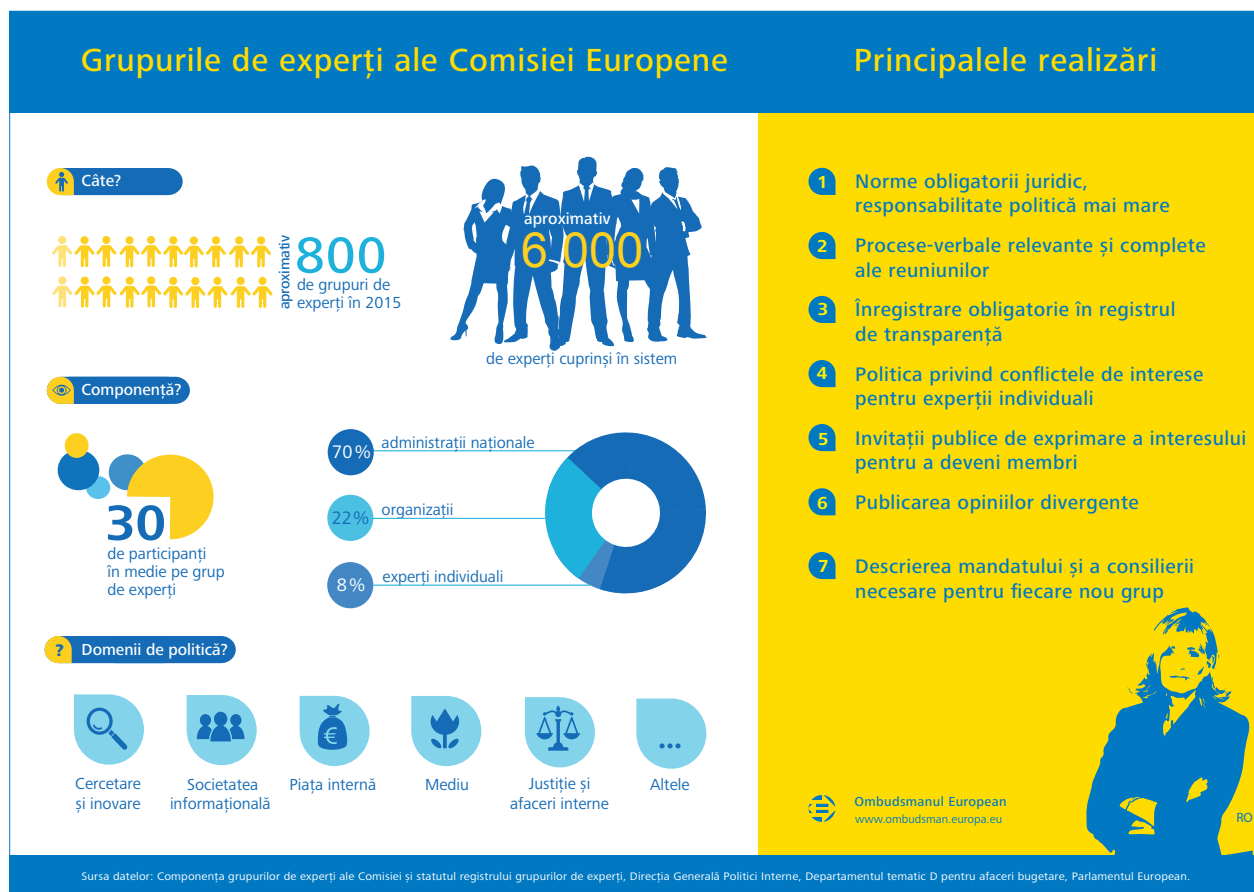 Grupurile de experți ale Comisiei Europene
Principalele realizări
Câte?
aproximativ
800
de grupuri de
experți în 2015
aproximativ
6 000
de experți cuprinși în sistem
Componență?
30
de participanți
în medie pe grup
de experți
70%
administrații naționale
22%
organizații
8%
experți individuali
? Domenii de politică?
Cercetare
și inovare
Societatea
informațională
€
Piața internă
Mediu
Justiție și
afaceri interne
...
Altele
1 Norme obligatorii juridic,
responsabilitate politică mai mare
2 Procese-verbale relevante și complete
ale reuniunilor
3 Înregistrare obligatorie în registrul
de transparență
4 Politica privind conflictele de interese
pentru experții individuali
5 Invitații publice de exprimare a interesului
pentru a deveni membri
6 Publicarea opiniilor divergente
7 Descrierea mandatului și a consilierii
necesare pentru fiecare nou grup
Ombudsmanul European
www.ombudsman.europa.eu
RO
Sursa datelor: Componența grupurilor de experți ale Comisiei și statutul registrului grupurilor de experți, Direcția Generală Politici Interne, Departamentul tematic D pentru afaceri bugetare, Parlamentul European.